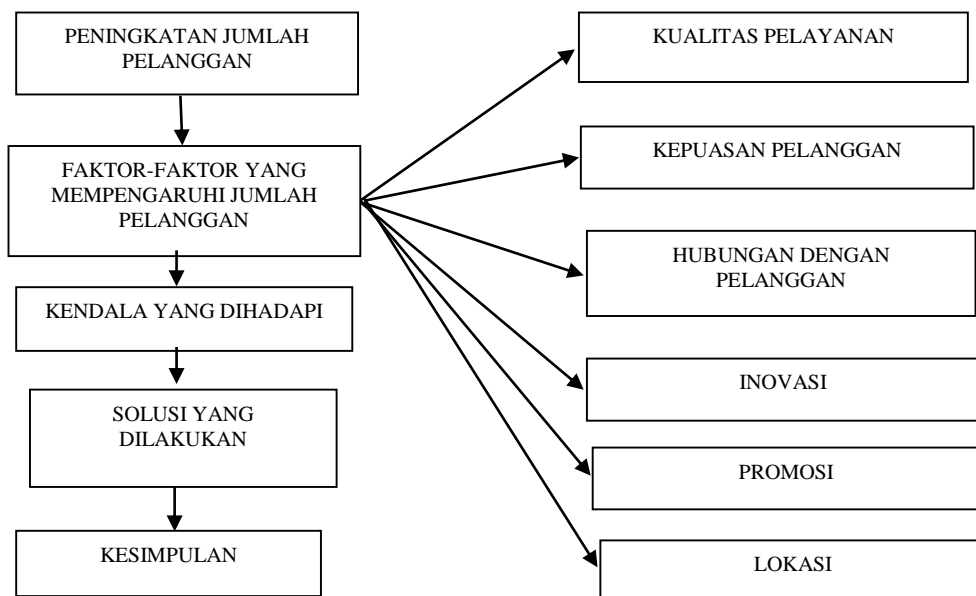 PENINGKATAN JUMLAH
PELANGGAN
FAKTOR-FAKTOR YANG
MEMPENGARUHI JUMLAH
PELANGGAN
KENDALA YANG DIHADAPI
SOLUSI YANG
DILAKUKAN
KESIMPULAN
KUALITAS PELAYANAN
KEPUASAN PELANGGAN
HUBUNGAN DENGAN
PELANGGAN
INOVASI
PROMOSI
LOKASI